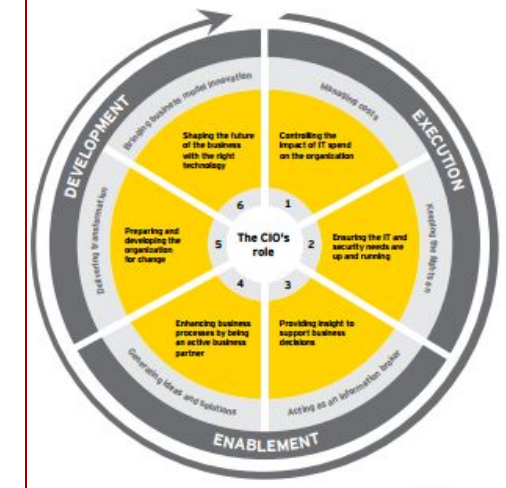 DEVELOPMENT
EXECUTION
ENABLEMENT
Bringing business model innovation
Managing costs
Keeping the lights on
Acting as an information broker
Generating ideas and solutions
Delivering transformation
The CIO's
role
1
Controlling the
impact of IT spend
on the organization
2
Ensuring the IT and
security needs are
up and running
3
Providing insight to
support business
decisions
4
Enhancing business
processes by being
an active business
partner
5
Preparing and
developing the
organization
for change
6
Shaping the future
of the business
with the right
technology